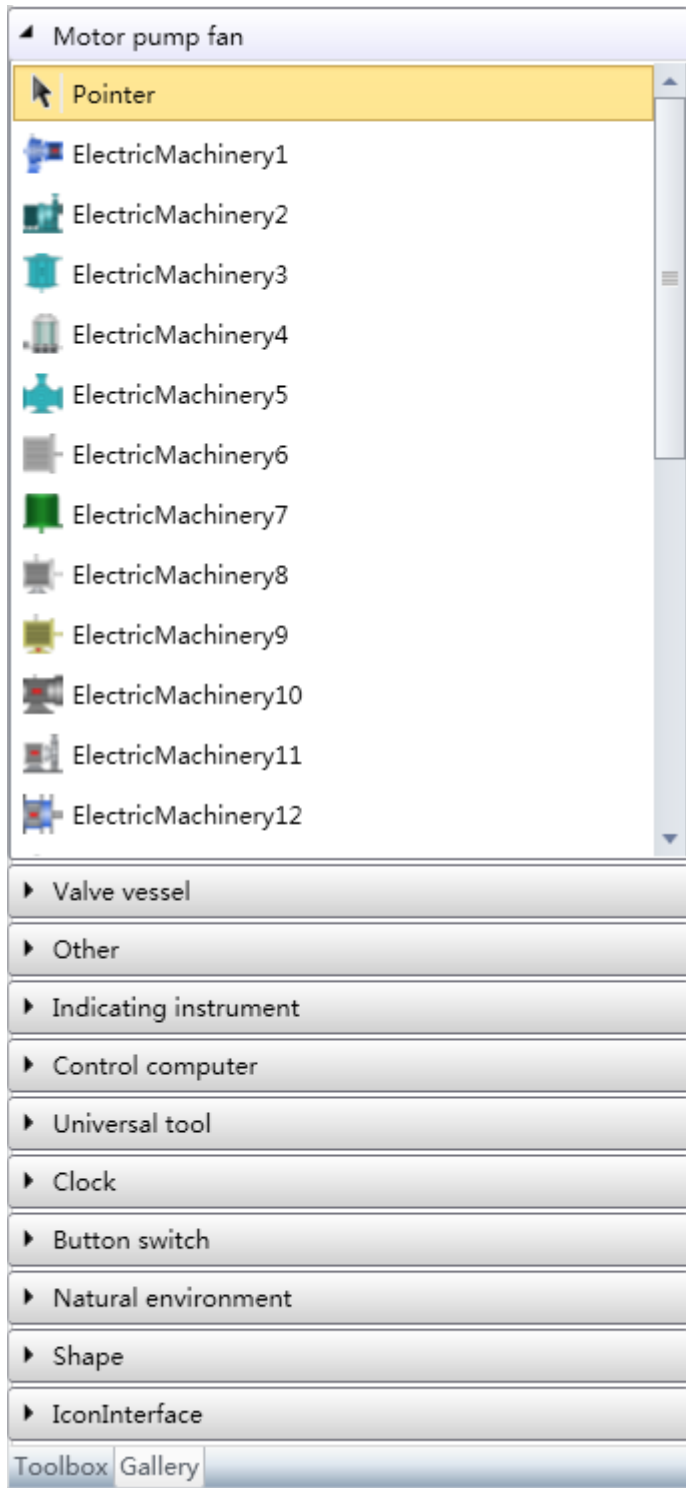 Motor pump fan
Pointer
ElectricMachinery1
ElectricMachinery2
ElectricMachinery3
ElectricMachinery4
ElectricMachinery5
ElectricMachinery6
ElectricMachinery7
ElectricMachinery8
ElectricMachinery9
ElectricMachinery10
ElectricMachinery11
ElectricMachinery12
Valve vessel
Other
Indicating instrument
Control computer
Universal tool
Clock
Button switch
Natural environment
Shape
IconInterface
Toolbox Gallery